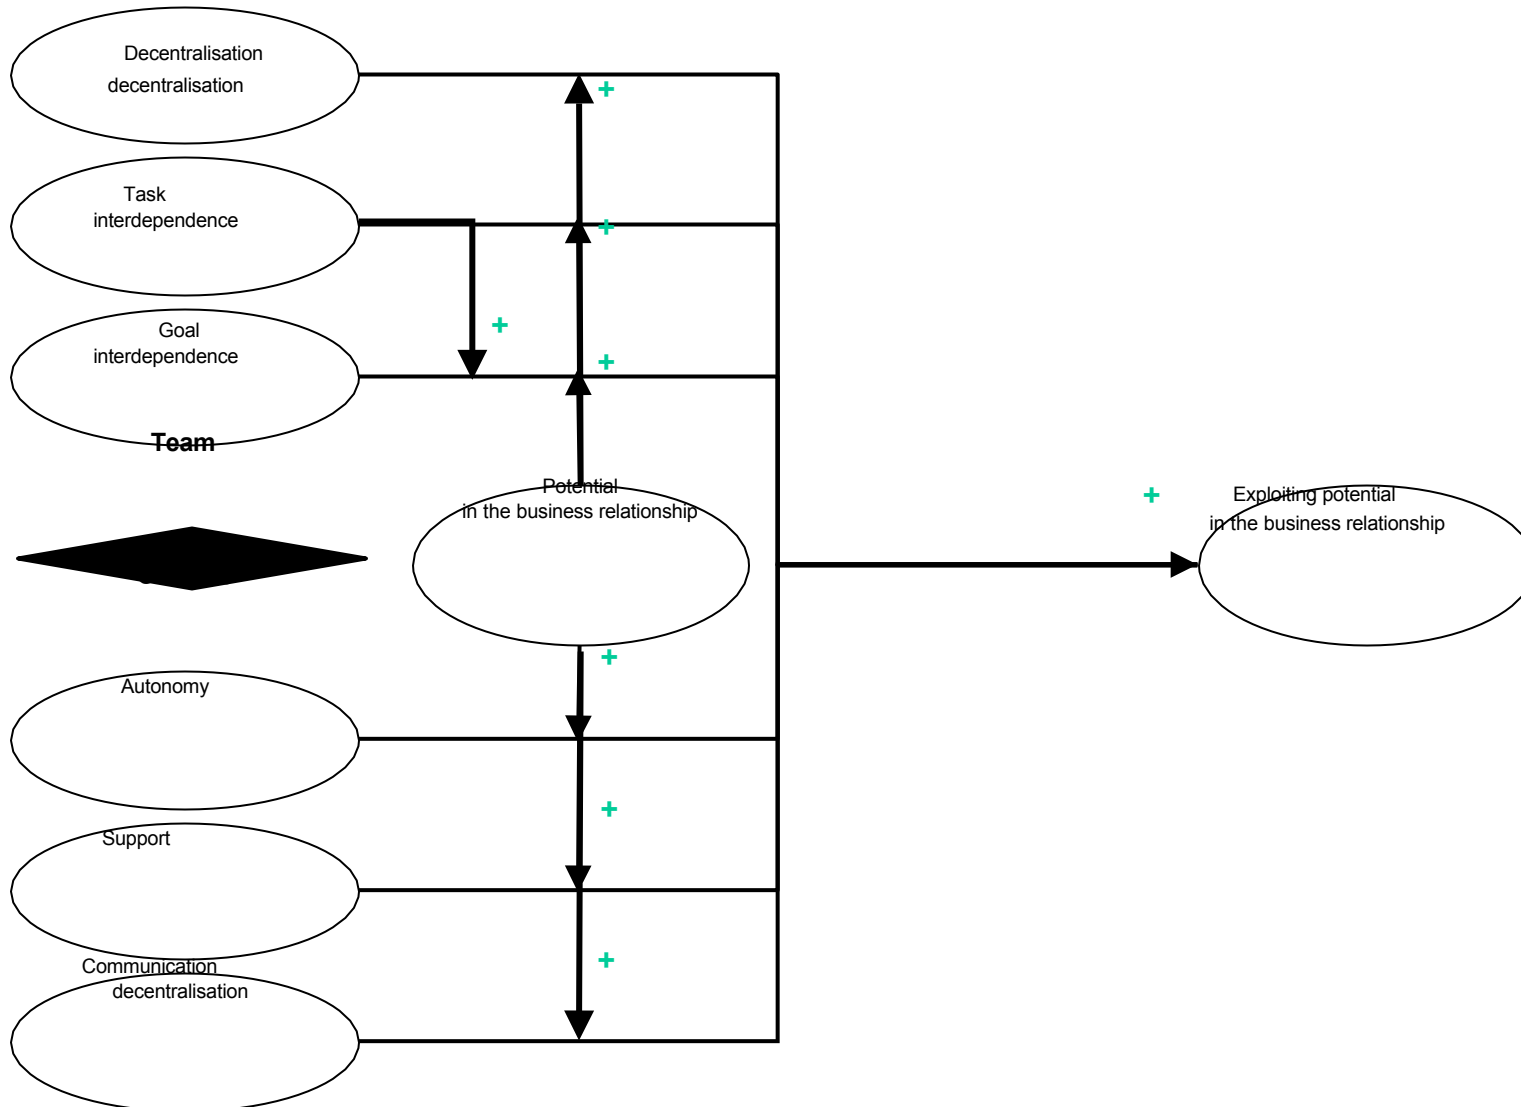 Decentralisation
decentralisation
+
Task
interdependence
+
+
Goal
interdependence
+
Team
Potential
in the business relationship
+
Exploiting potential
in the business relationship
+
Autonomy
+
Support
+
Communication
decentralisation